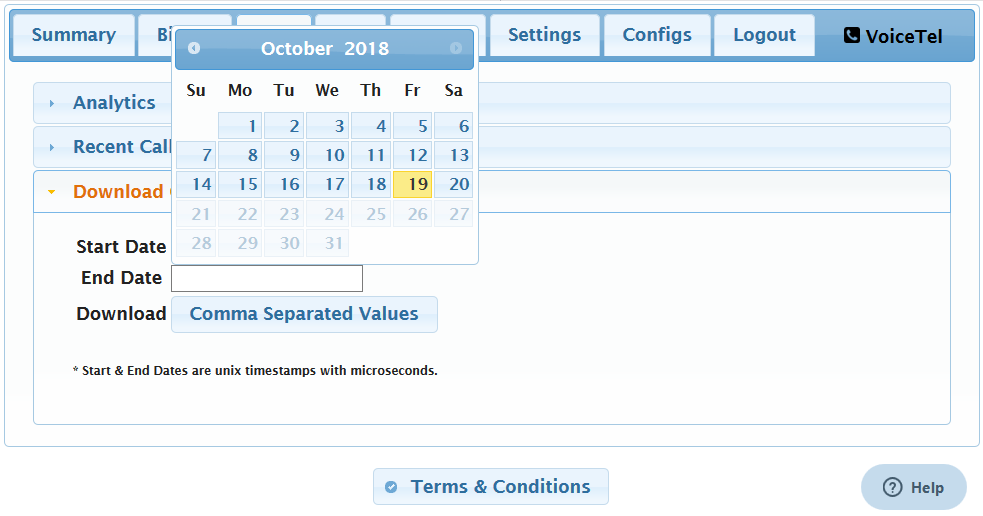 Summary Bi Settings Configs Logout VoiceTel
October 2018
Su Mo Tu We Th Fr Sa
1 2 3 4 5 6
7 8 9 10 11 12 13
14 15 16 17 18 19 20
21 22 23 24 25 26 27
28 29 30 31
Analytics
Recent Call
Download
Start Date
End Date
Download Comma Separated Values
* Start & End Dates are unix timestamps with microseconds.
Terms & Conditions
Help